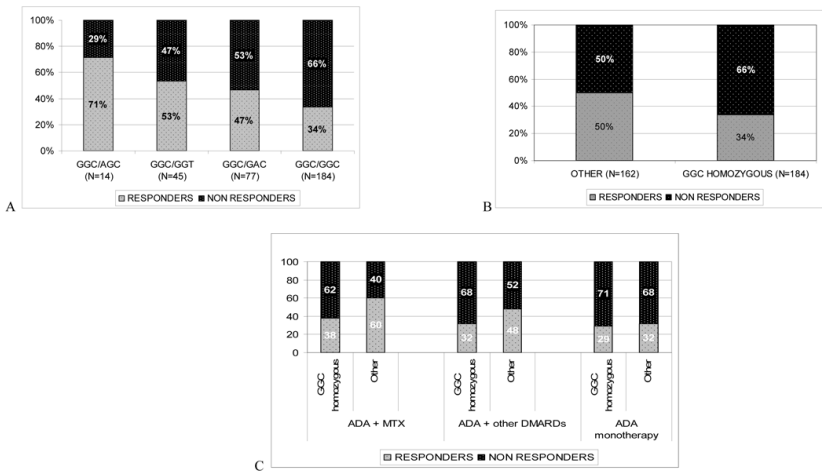 100%
80%
60%
40%
20%
0%
29%
47%
53%
66%
71%
53%
47%
34%
GGC/AGC (N=14)
GGC/GGT (N=45)
GGC/GAC (N=77)
GGC/GGC (N=184)
RESPONDERS NON RESPONDERS
A
100%
80%
60%
40%
20%
0%
50%
66%
50%
34%
OTHER (N=162)
GGC HOMOZYGOUS (N=184)
RESPONDERS NON RESPONDERS
B
100
80
60
40
20
0
62
40
68
52
71
68
38
60
32
48
29
32
GGC homozygous
Other
GGC homozygous
Other
GGC homozygous
Other
ADA + MTX
ADA + other DMARDs
ADA monotherapy
RESPONDERS NON RESPONDERS
C